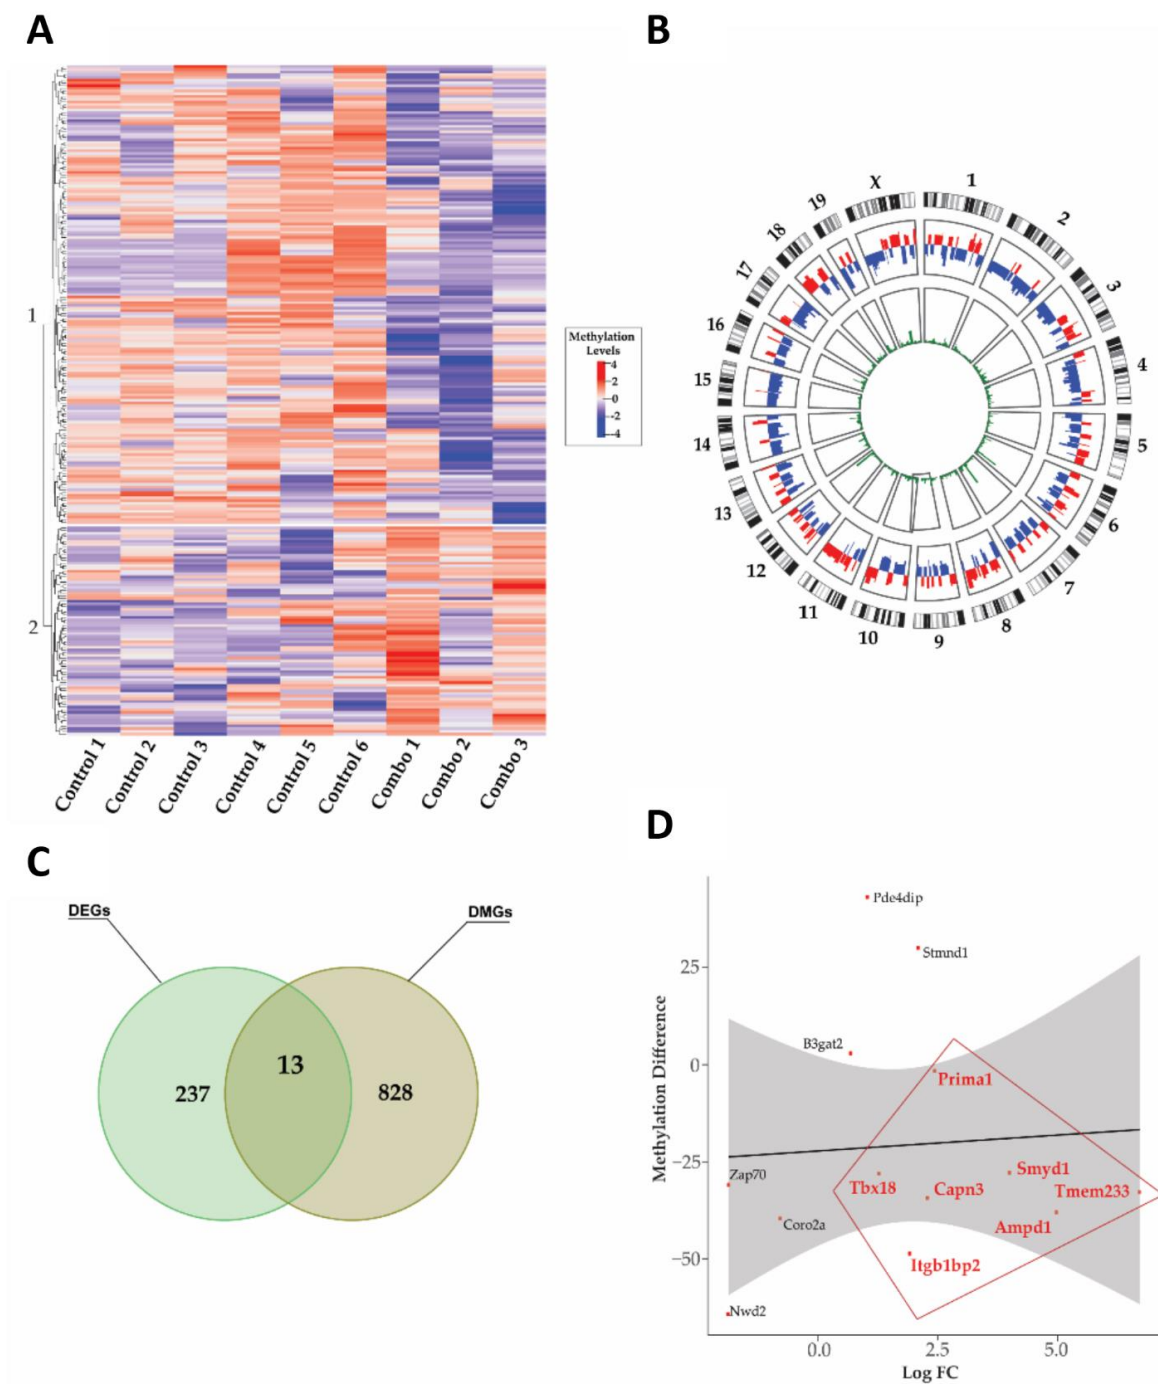 A
1
2
Control 1
Control 2
Control 3
Control 4
Control 5
Control 6
Combo 1
Combo 2
Combo 3
Methylation
Levels
4
2
0
-2
-4
B
1
2
3
4
5
6
7
8
9
10
11
12
13
14
15
16
17
18
19
X
C
DEGs
DMGs
237
13
828
D
Methylation Difference
25
0
−25
−50
Pde4dip
Stmnd1
B3gat2
Prima1
Zap70
Tbx18
Capn3
Smyd1
Tmem233
Coro2a
Ampd1
Itgb1bp2
Nwd2
0.0
2.5
5.0
Log FC